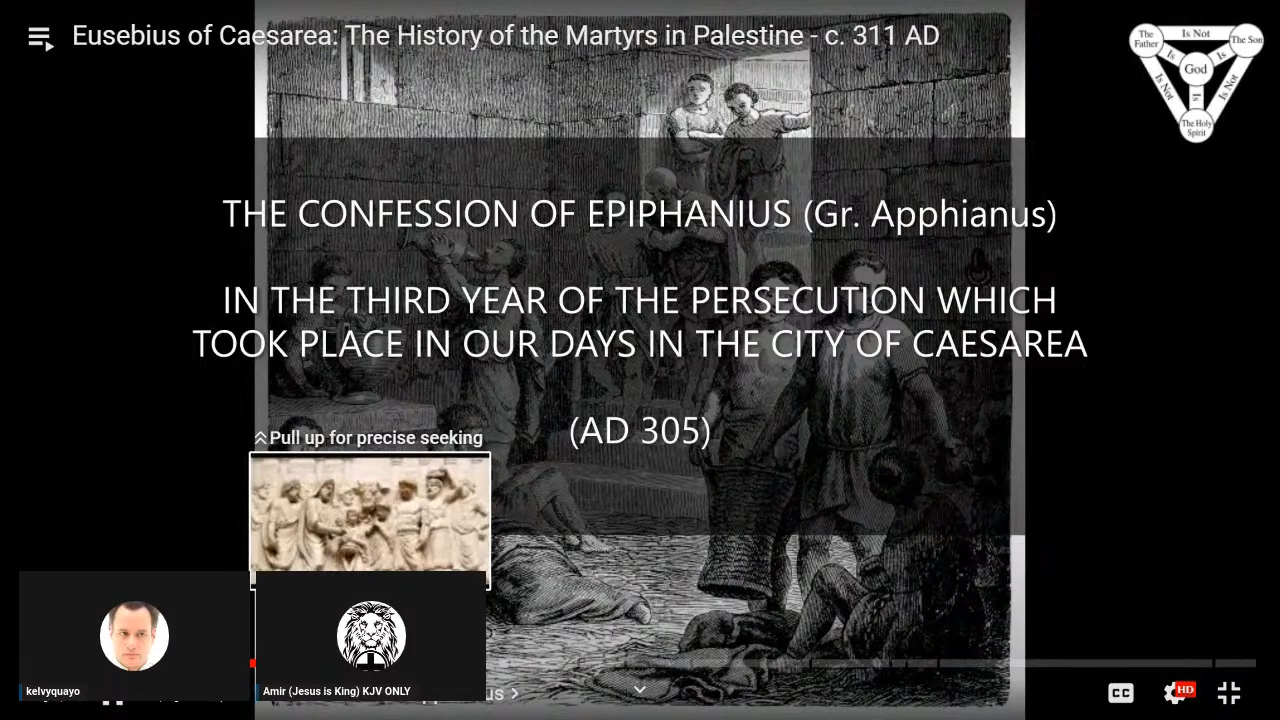 Eusebius of Caesarea: The History of the Martyrs in Palestine - c. 311 AD
The Father
Is Not
The Son
Is
Is
God
Is Not
Is
Is Not
The Holy Spirit
THE CONFESSION OF EPIPHANIUS (Gr. Apphianus)
IN THE THIRD YEAR OF THE PERSECUTION WHICH
TOOK PLACE IN OUR DAYS IN THE CITY OF CAESAREA
(AD 305)
Pull up for precise seeking
kelvyquayo
Amir (Jesus is King) KJV ONLY
CC
HD